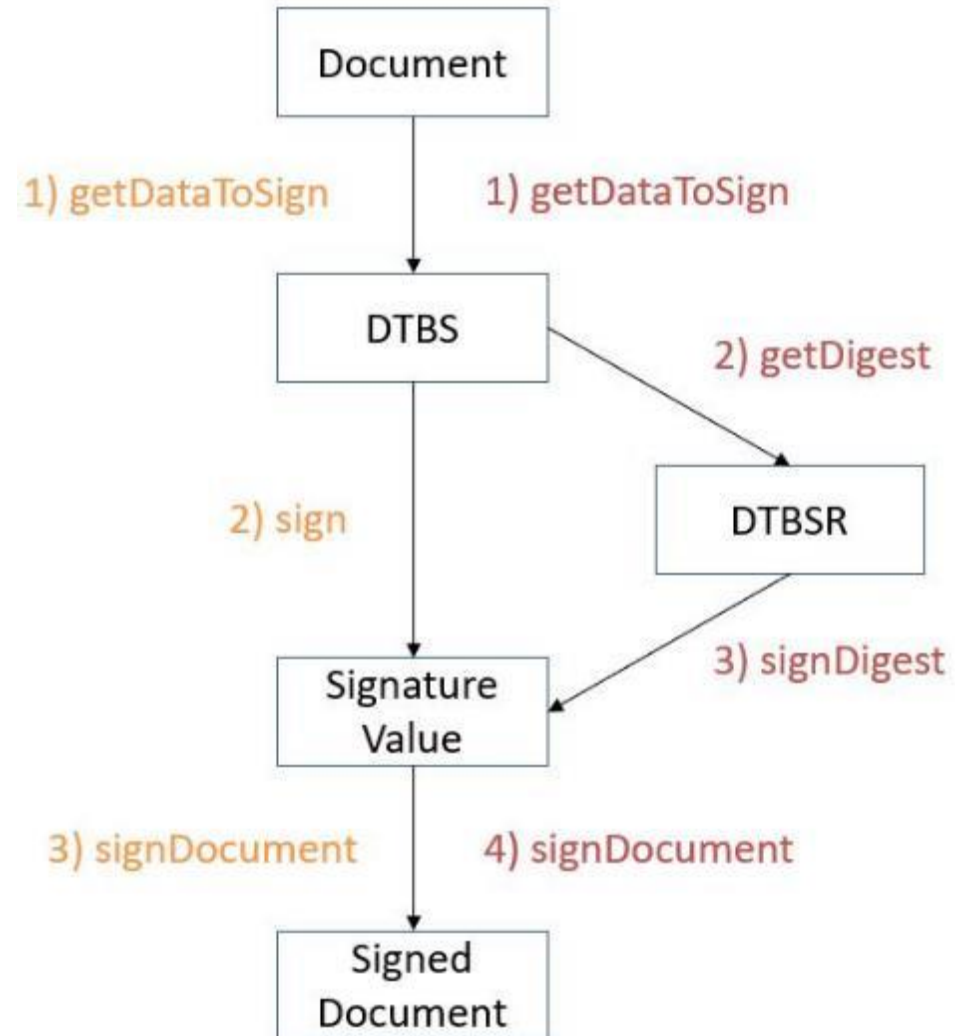 Document
1) getDataToSign
1) getDataToSign
DTBS
2) getDigest
2) sign
DTBSR
3) signDigest
Signature
Value
3) signDocument
4) signDocument
Signed
Document